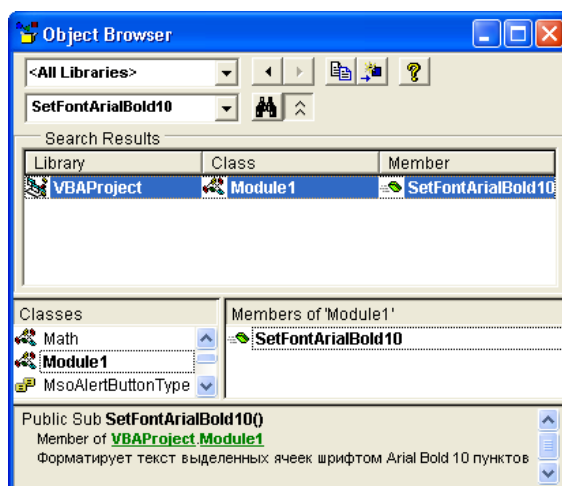 Object Browser
<All Libraries>
SetFontArialBold10
Search Results
Library Class Member
VBAProject Module1 SetFontArialBold10
Classes Members of 'Module1'
Math SetFontArialBold10
Module1
MsoAlertButtonType
Public Sub SetFontArialBold10()
Member of VBAProject.Module1
Форматирует текст выделенных ячеек шрифтом Arial Bold 10 пунктов